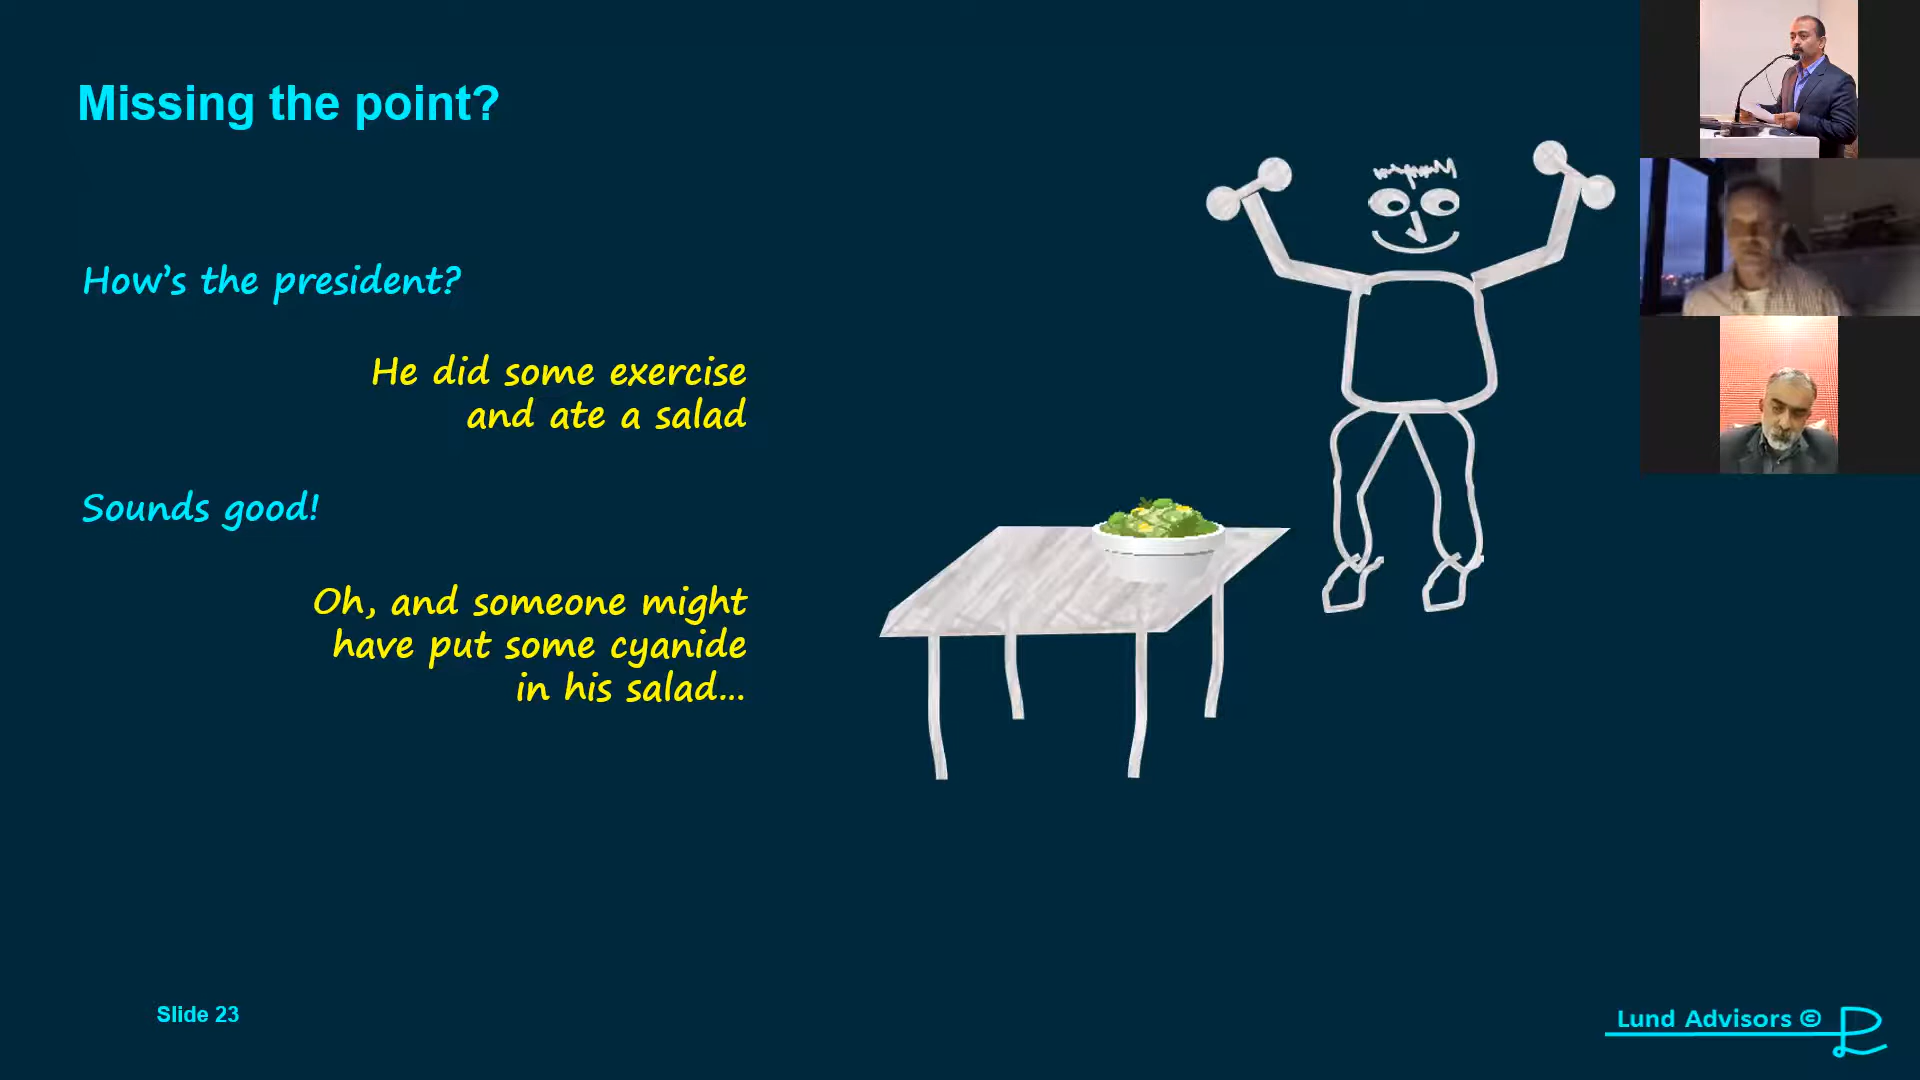 Missing the point?
How’s the president?
He did some exercise
and ate a salad
Sounds good!
Oh, and someone might
have put some cyanide
in his salad...
Slide 23
Lund Advisors ©